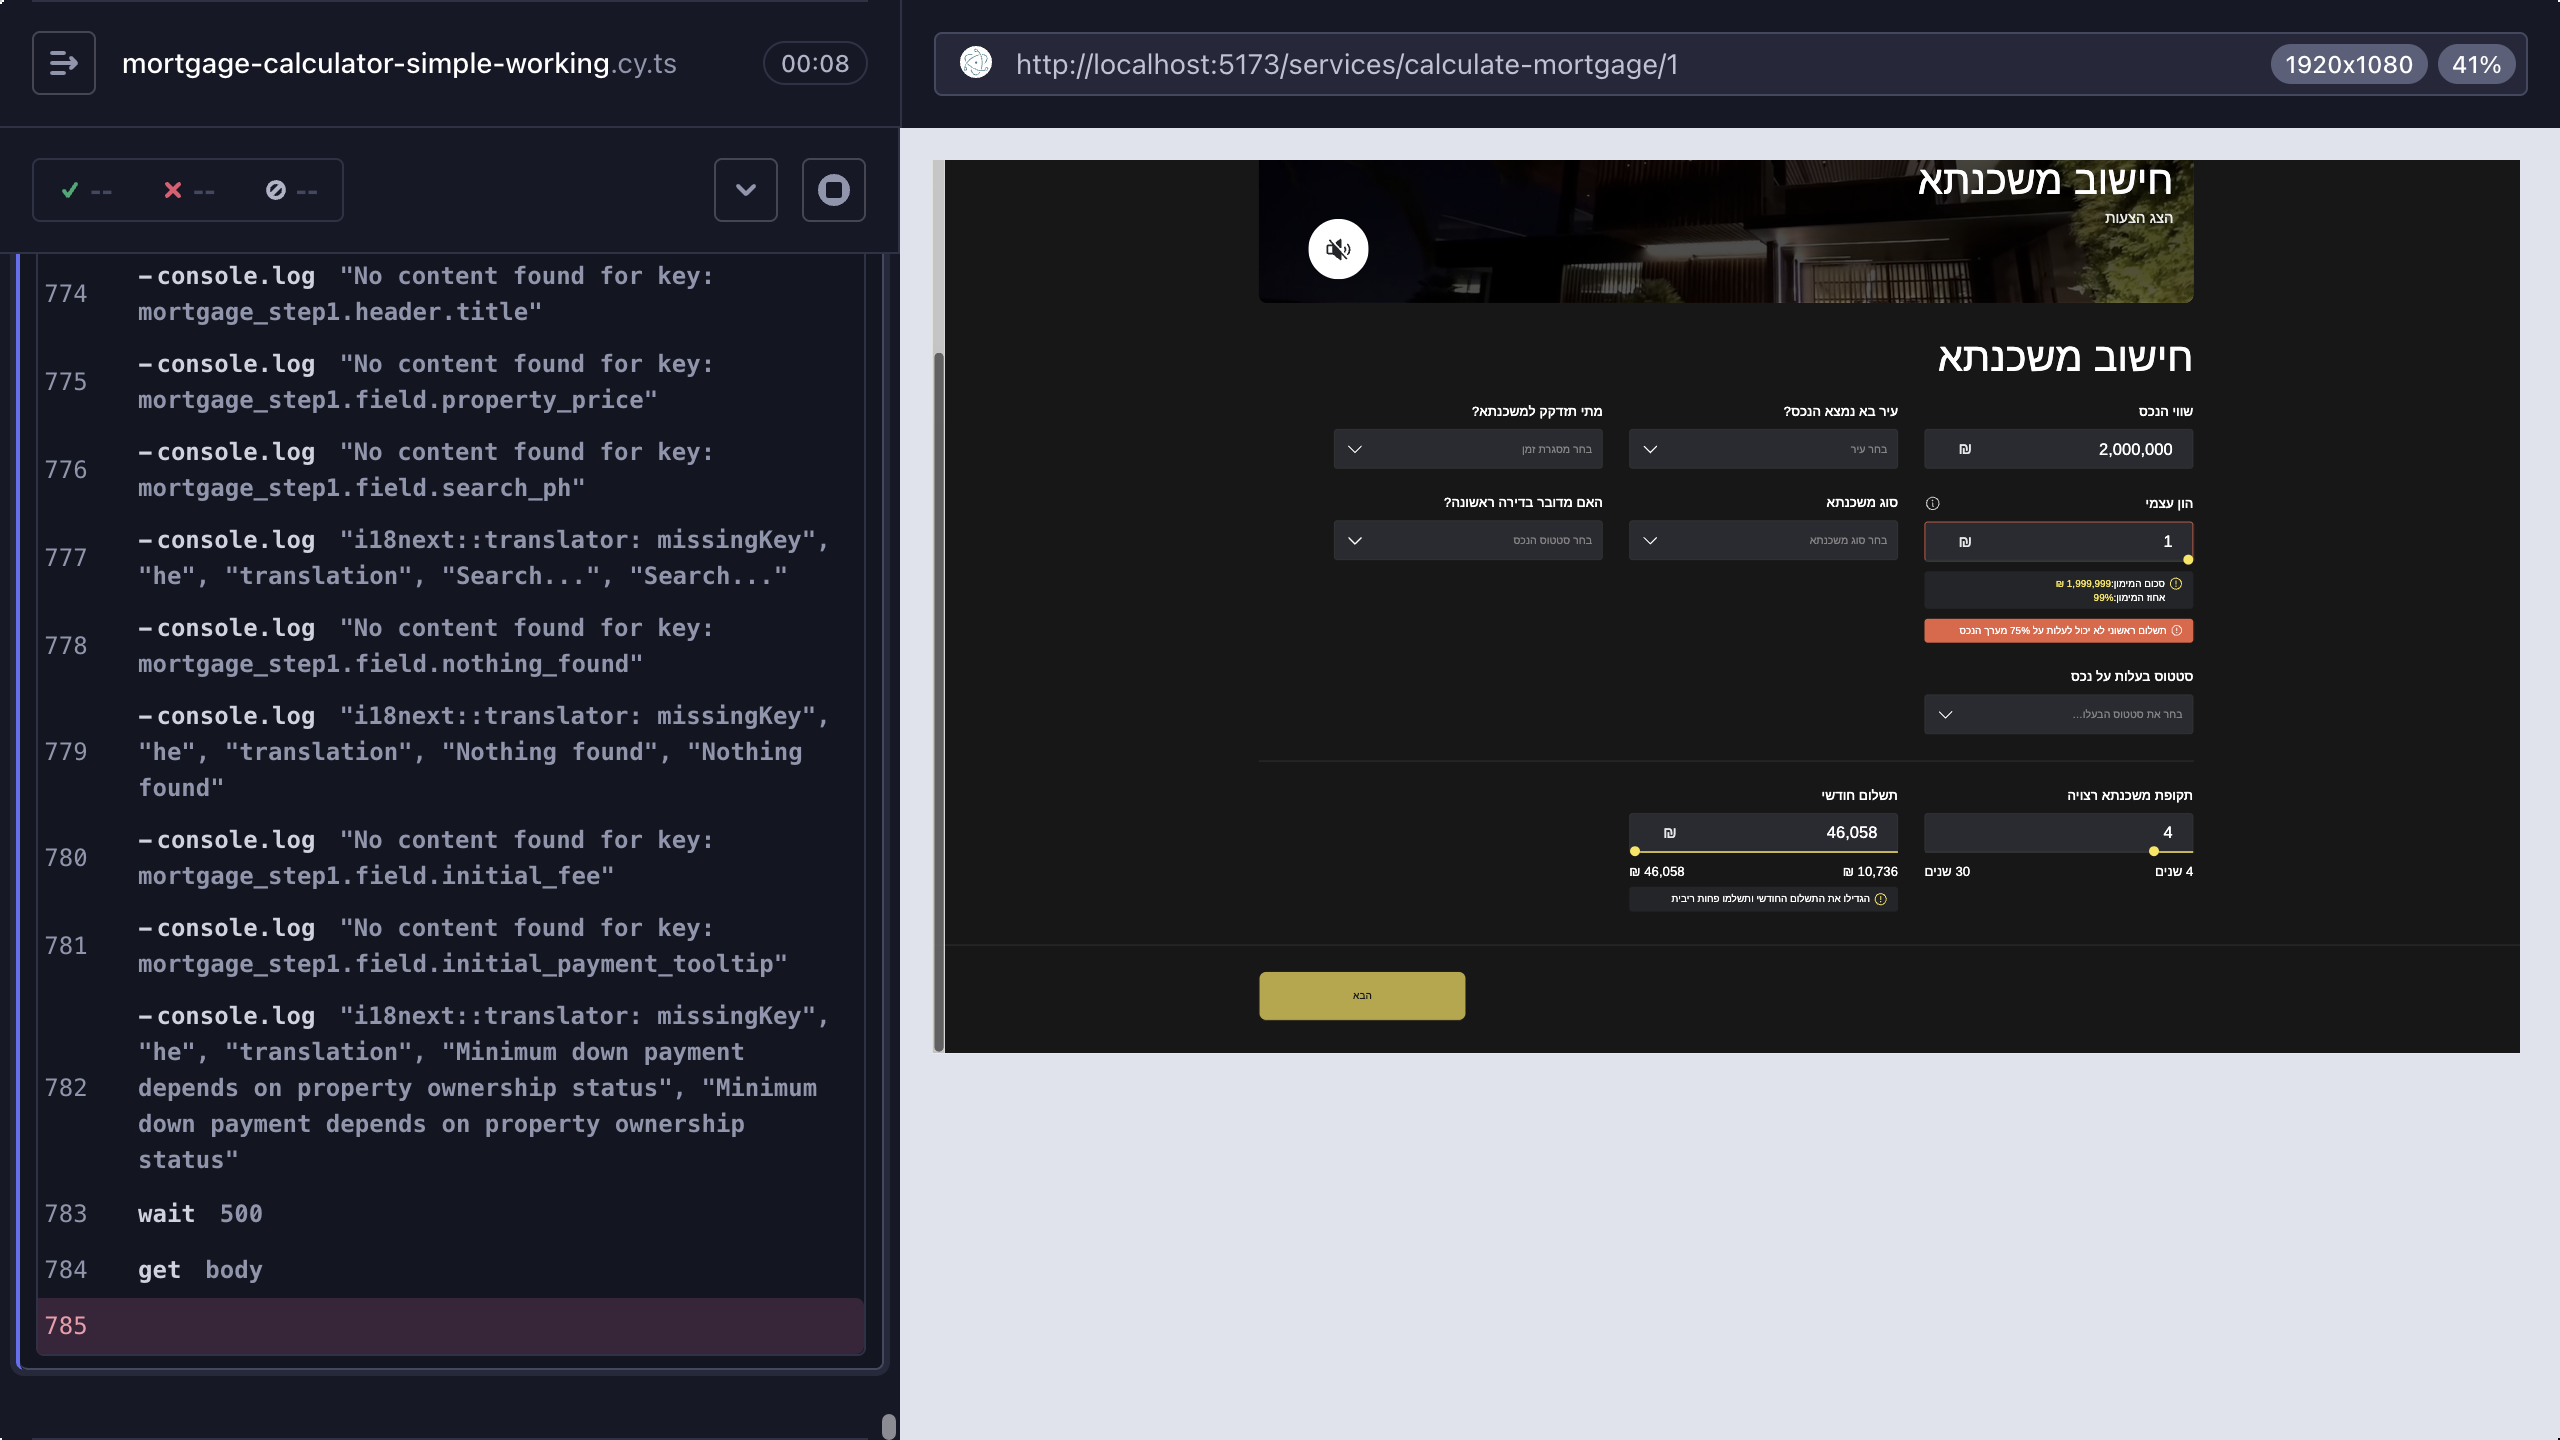 mortgage-calculator-simple-working.cy.ts
00:08
--
--
--
774
–console.log "No content found for key:
mortgage_step1.header.title"
775
–console.log "No content found for key:
mortgage_step1.field.property_price"
776
–console.log "No content found for key:
mortgage_step1.field.search_ph"
777
–console.log "i18next::translator: missingKey",
"he", "translation", "Search...", "Search..."
778
–console.log "No content found for key:
mortgage_step1.field.nothing_found"
779
–console.log "i18next::translator: missingKey",
"he", "translation", "Nothing found", "Nothing
found"
780
–console.log "No content found for key:
mortgage_step1.field.initial_fee"
781
–console.log "No content found for key:
mortgage_step1.field.initial_payment_tooltip"
782
–console.log "i18next::translator: missingKey",
"he", "translation", "Minimum down payment
depends on property ownership status", "Minimum
down payment depends on property ownership
status"
783 wait 500
784 get body
785
http://localhost:5173/services/calculate-mortgage/1
1920x1080
41%
חישוב משכנתא
הצג הצעות
חישוב משכנתא
שווי הנכס
2,000,000 ₪
עיר בא נמצא הנכס?
בחר עיר
מתי תזדקק למשכנתא?
בחר מסגרת זמן
הון עצמי
1 ₪
סכום המימון:1,999,999 ₪
אחוז המימון:99%
תשלום ראשוני לא יכול לעלות על 75% מערך הנכס
סוג משכנתא
בחר סוג משכנתא
האם מדובר בדירה ראשונה?
בחר סטטוס הנכס
סטטוס בעלות על נכס
בחר את סטטוס הבעלו...
תקופת משכנתא רצויה
4
4 שנים
30 שנים
תשלום חודשי
46,058 ₪
10,736 ₪
46,058 ₪
הגדילו את התשלום החודשי ותשלמו פחות ריבית
הבא